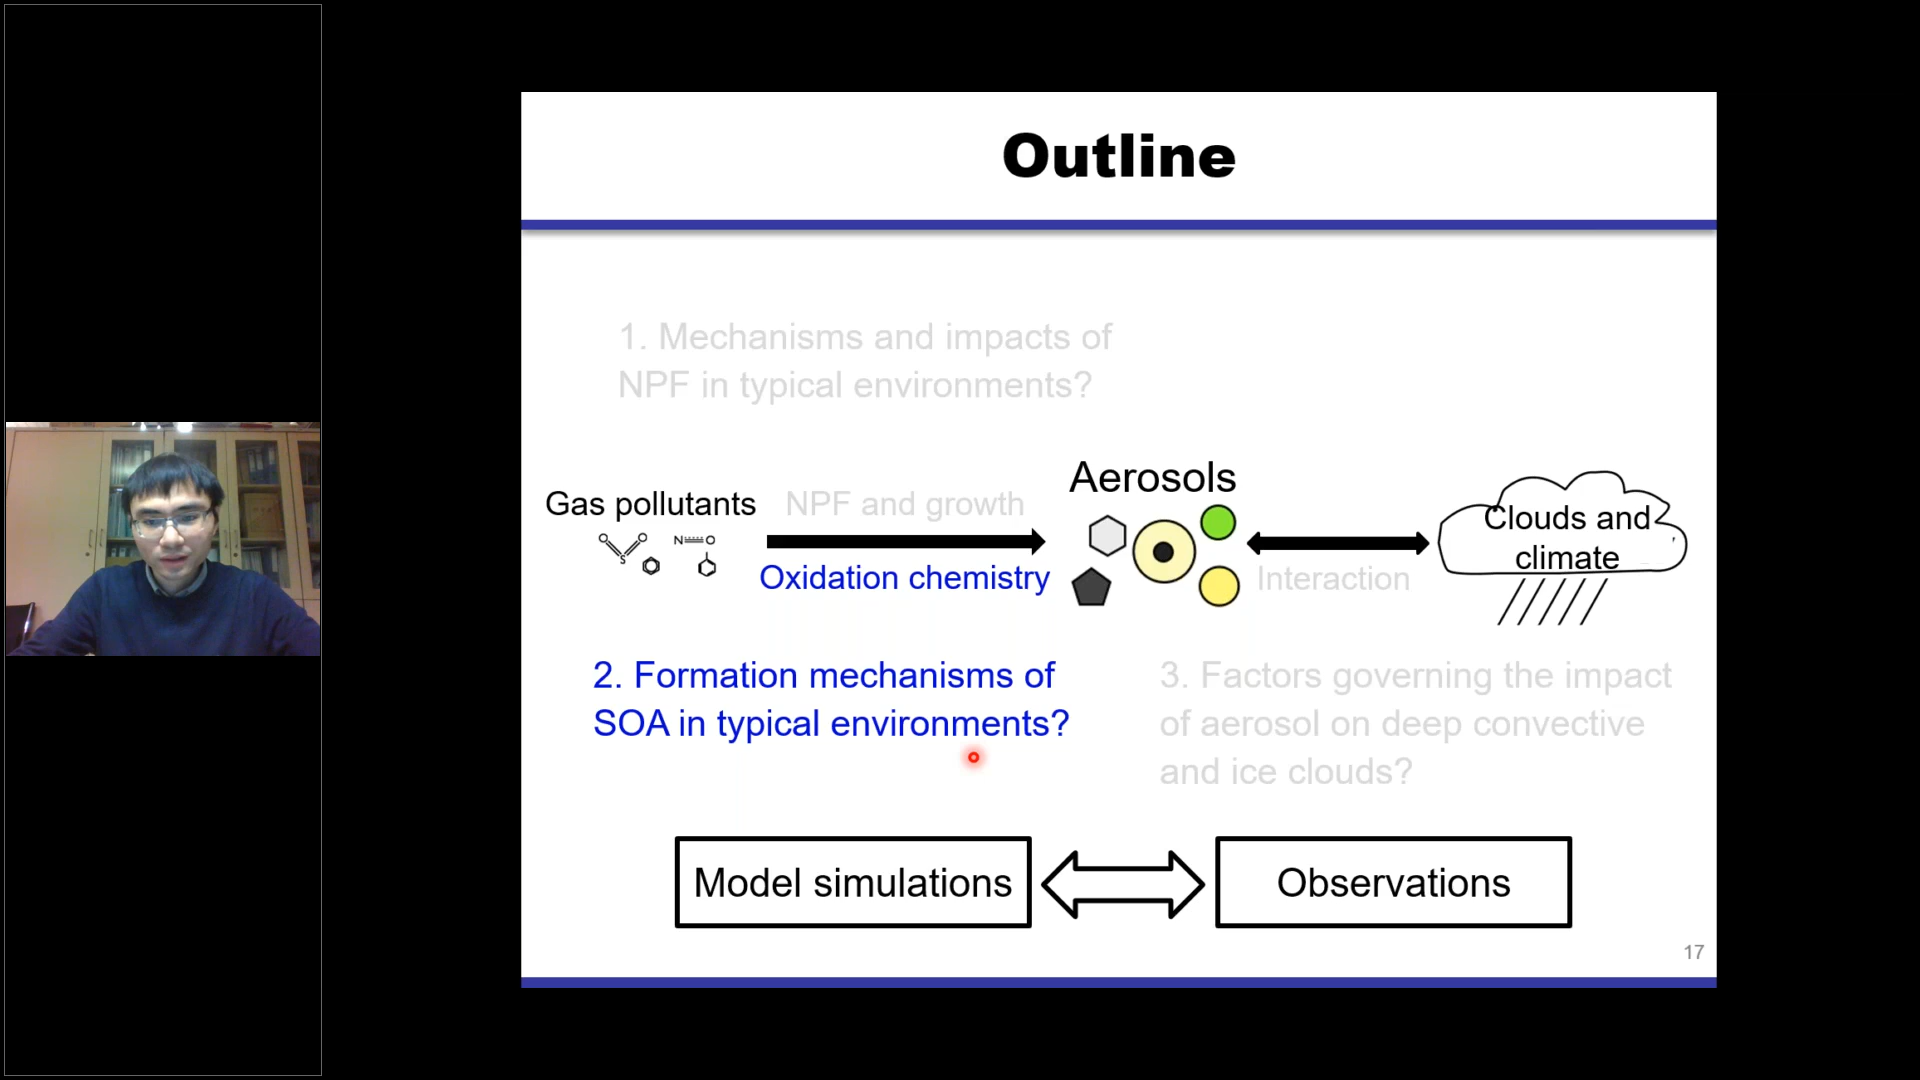 Outline
1. Mechanisms and impacts of
NPF in typical environments?
Aerosols
Gas pollutants
NPF and growth
Clouds and
climate
N
O
S
Oxidation chemistry
Interaction
2. Formation mechanisms of
SOA in typical environments?
3. Factors governing the impact
of aerosol on deep convective
and ice clouds?
Model simulations
Observations
17